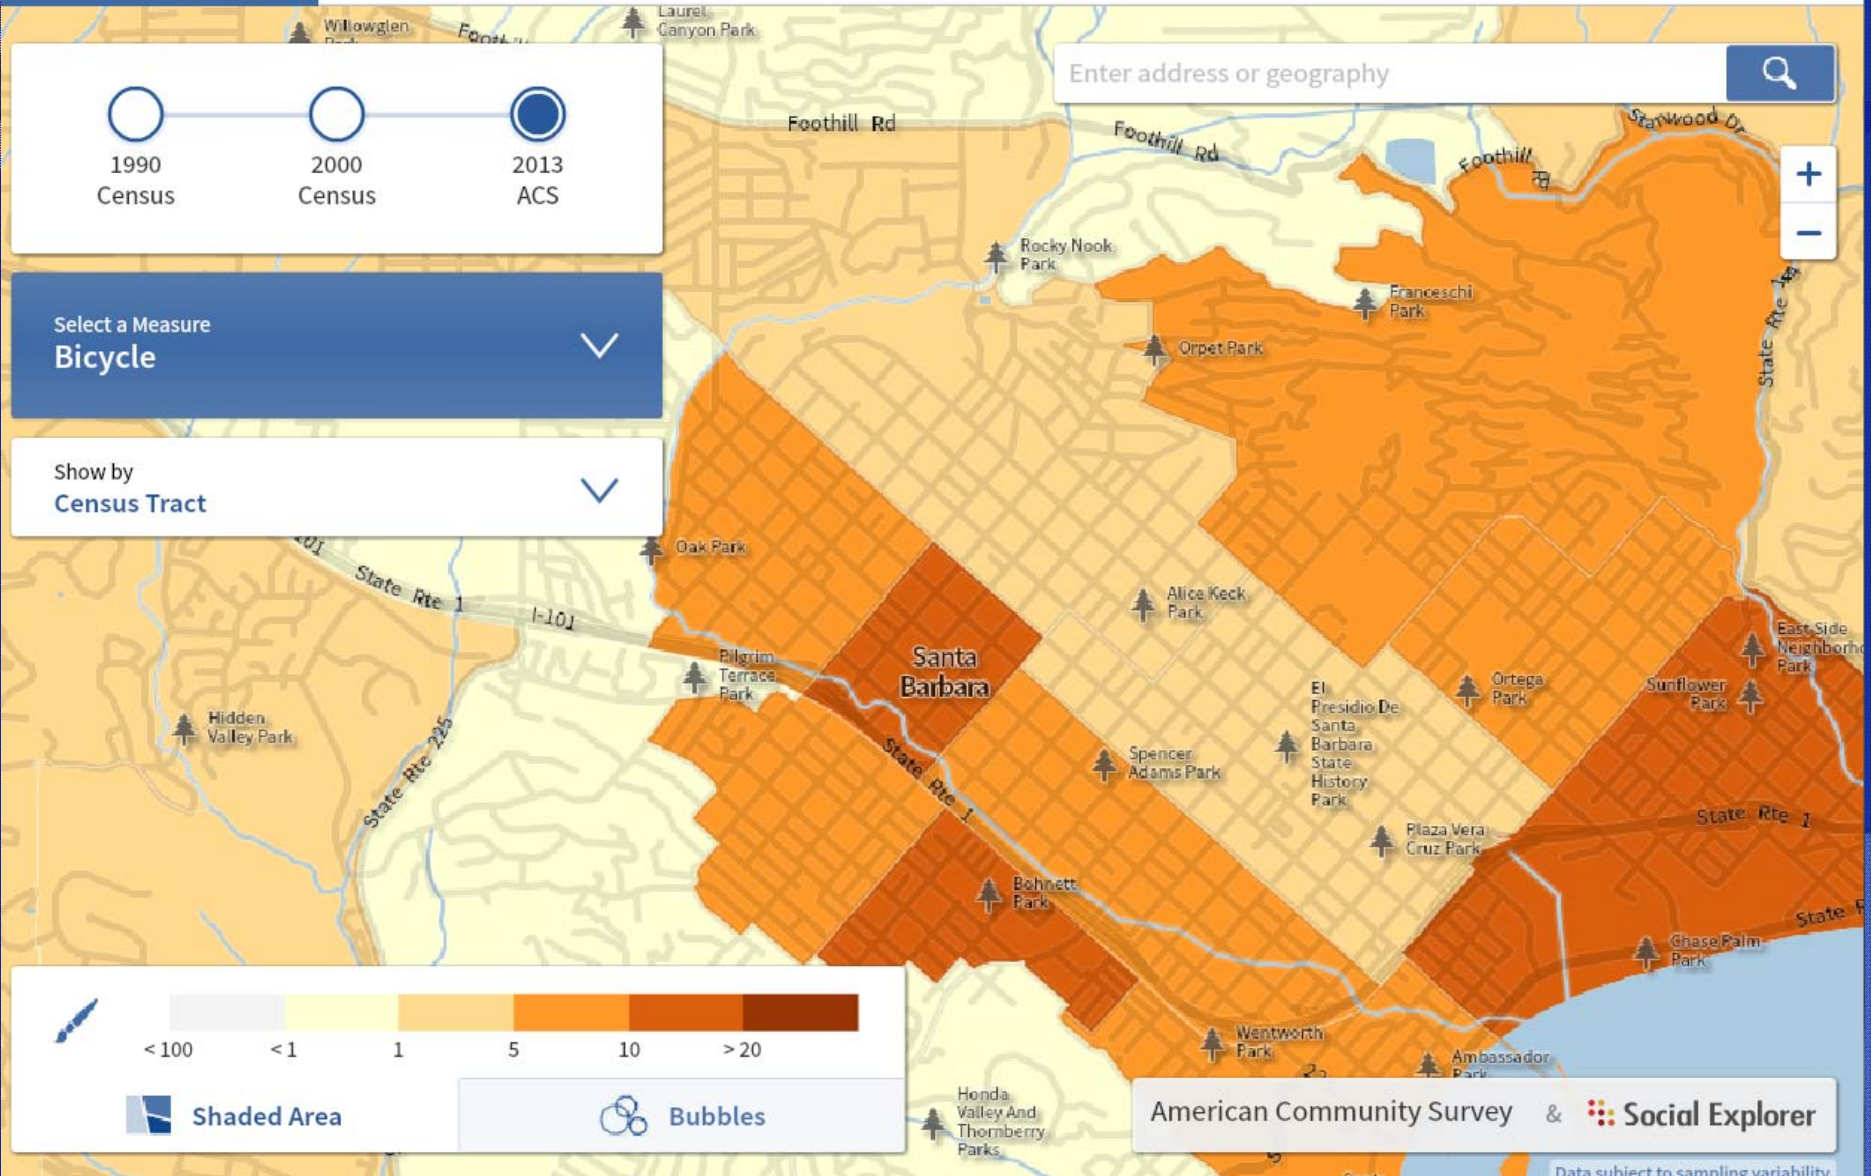 Willowglen
Park
Foothill
Laurel
Canyon Park
1990
Census
2000
Census
2013
ACS
Enter address or geography
Foothill Rd
Foothill Rd
Foothill Rd
Stanwood Dr
+
−
Rocky Nook
Park
Franceschi
Park
Orpet Park
State Rte 144
Select a Measure
Bicycle
Show by
Census Tract
101
State Rte 1
I-101
Oak Park
Alice Keck
Park
Santa
Barbara
Pilgrim
Terrace
Park
Hidden
Valley Park
State Rte 225
State Rte 1
Spencer
Adams Park
El
Presidio De
Santa
Barbara
State
History
Park
Ortega
Park
East Side
Neighborho
Park
Sunflower
Park
State Rte 1
Plaza Vera
Cruz Park
Bohnett
Park
State R
Chase Palm
Park
Wentworth
Park
Ambassador
Park
<100
<1
1
5
10
>20
Shaded Area
Bubbles
Honda
Valley And
Thornberry
Parks
American Community Survey & Social Explorer
Data subject to sampling variability